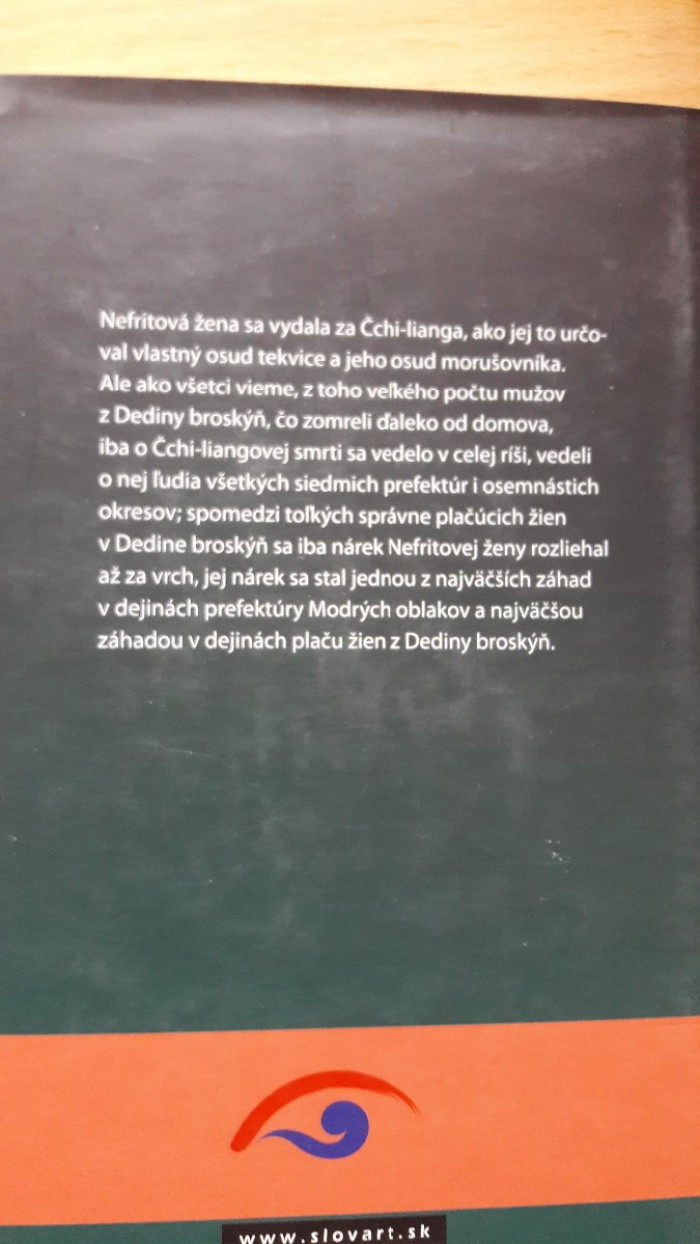 Nefritová žena sa vydala za Čchi-lianga, ako jej to určo-
val vlastný osud tekvice a jeho osud morušovníka.
Ale ako všetci vieme, z toho veľkého počtu mužov
z Dediny broskýň, čo zomreli ďaleko od domova,
iba o Čchi-liangovej smrti sa vedelo v celej ríši, vedeli
o nej ľudia všetkých siedmich prefektúr i osemnástich
okresov; spomedzi toľkých správne plačúcich žien
v Dedine broskýň sa iba nárek Nefritovej ženy rozliehal
až za vrch, jej nárek sa stal jednou z najväčších záhad
v dejinách prefektúry Modrých oblakov a najväčšou
záhadou v dejinách plaču žien z Dediny broskýň.
www.slovart.sk